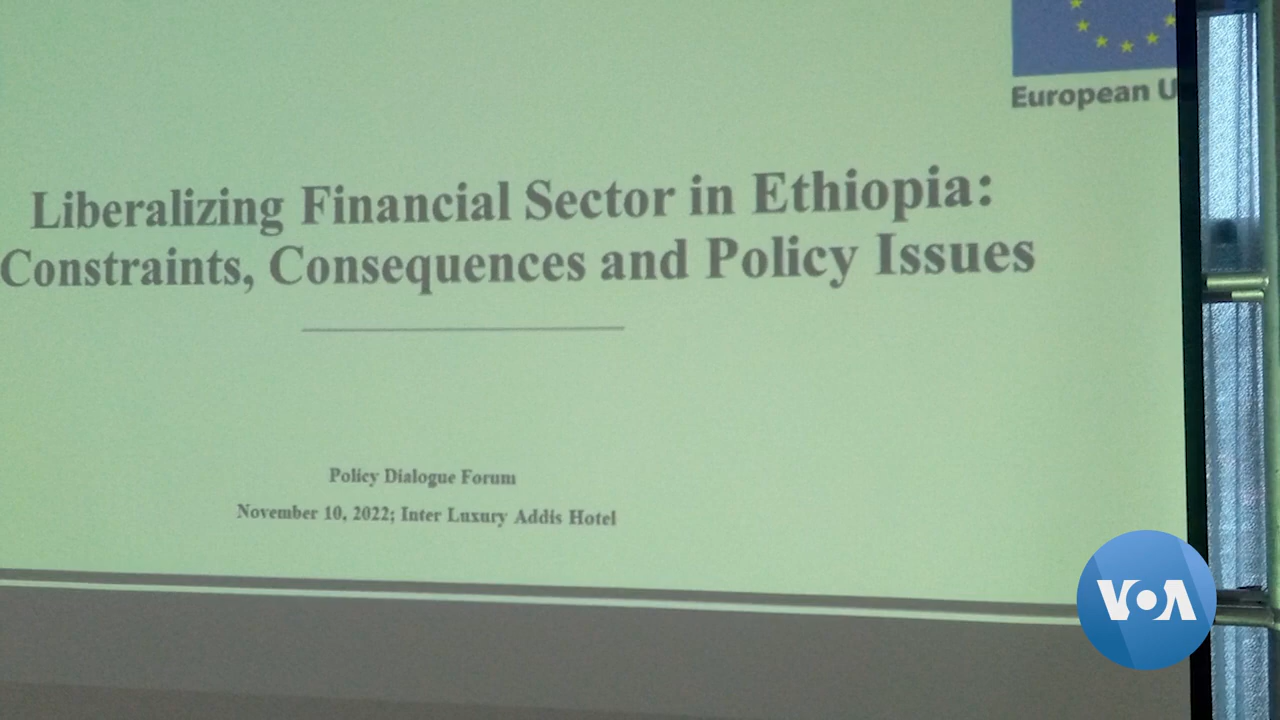 European U
Liberalizing Financial Sector in Ethiopia:
Constraints, Consequences and Policy Issues
Policy Dialogue Forum
November 10, 2022; Inter Luxury Addis Hotel
VOA